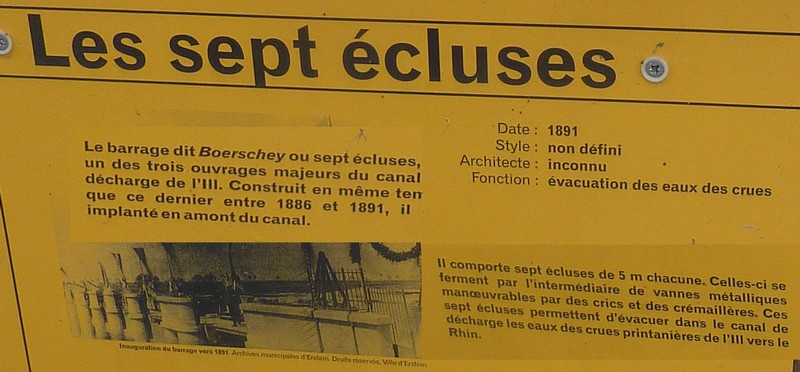 Les sept écluses
Le barrage dit Boerschey ou sept écluses,
un des trois ouvrages majeurs du canal
décharge de l'Ill. Construit en même tem
que ce dernier entre 1886 et 1891, il
implanté en amont du canal.
Date : 1891
Style : non défini
Architecte : inconnu
Fonction : évacuation des eaux des crues
Inauguration du barrage vers 1891. Archives municipales d'Erstein. Droits réservés, Ville d'Erstein.
Il comporte sept écluses de 5 m chacune. Celles-ci se
ferment par l'intermédiaire de vannes métalliques
manœuvrables par des crics et des crémaillères. Ces
sept écluses permettent d'évacuer dans le canal de
décharge les eaux des crues printanières de l'Ill vers le
Rhin.